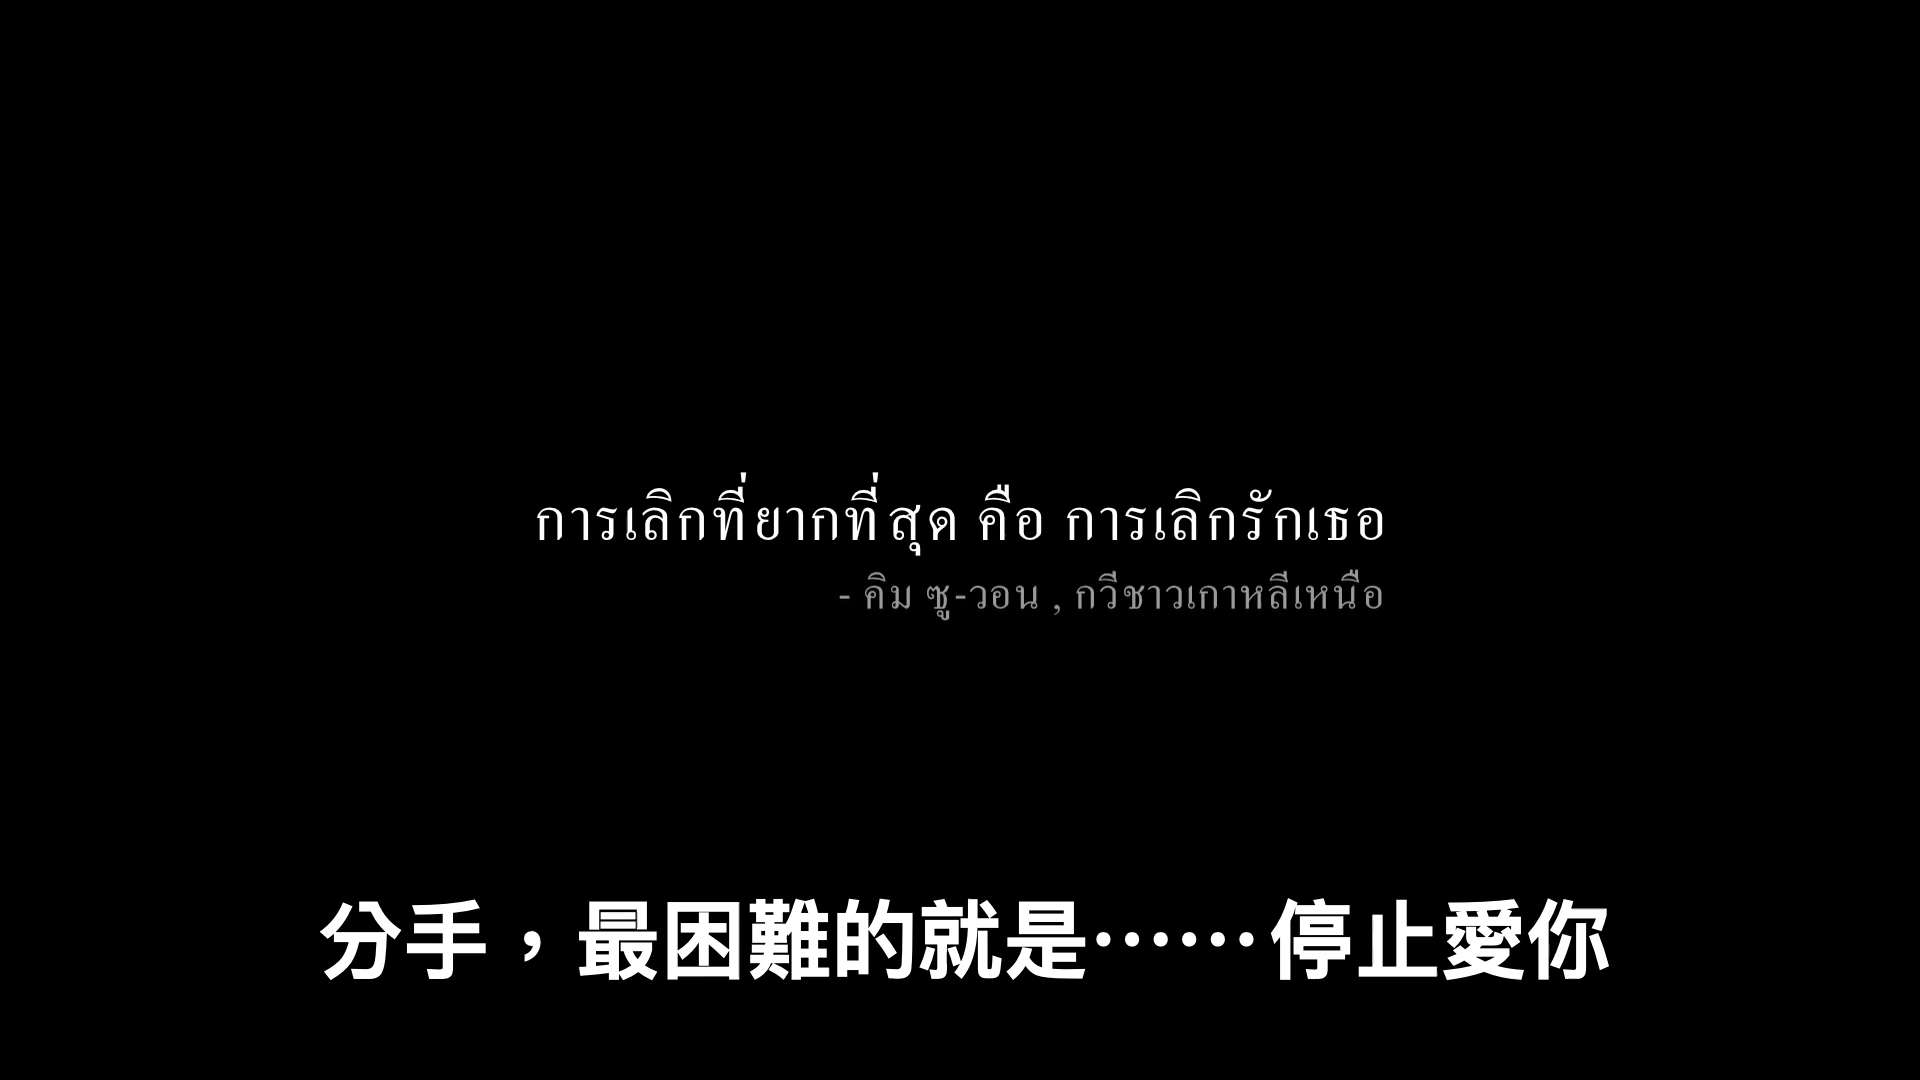 การเลิกที่ยากที่สุด คือ การเลิกรักเธอ
- คิม ซู-วอน , กวีชาวเกาหลีเหนือ
分手，最困難的就是⋯⋯停止愛你